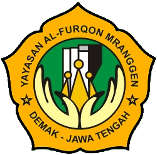 YAYASAN AL-FURQON MRANGGEN
DEMAK - JAWA TENGAH